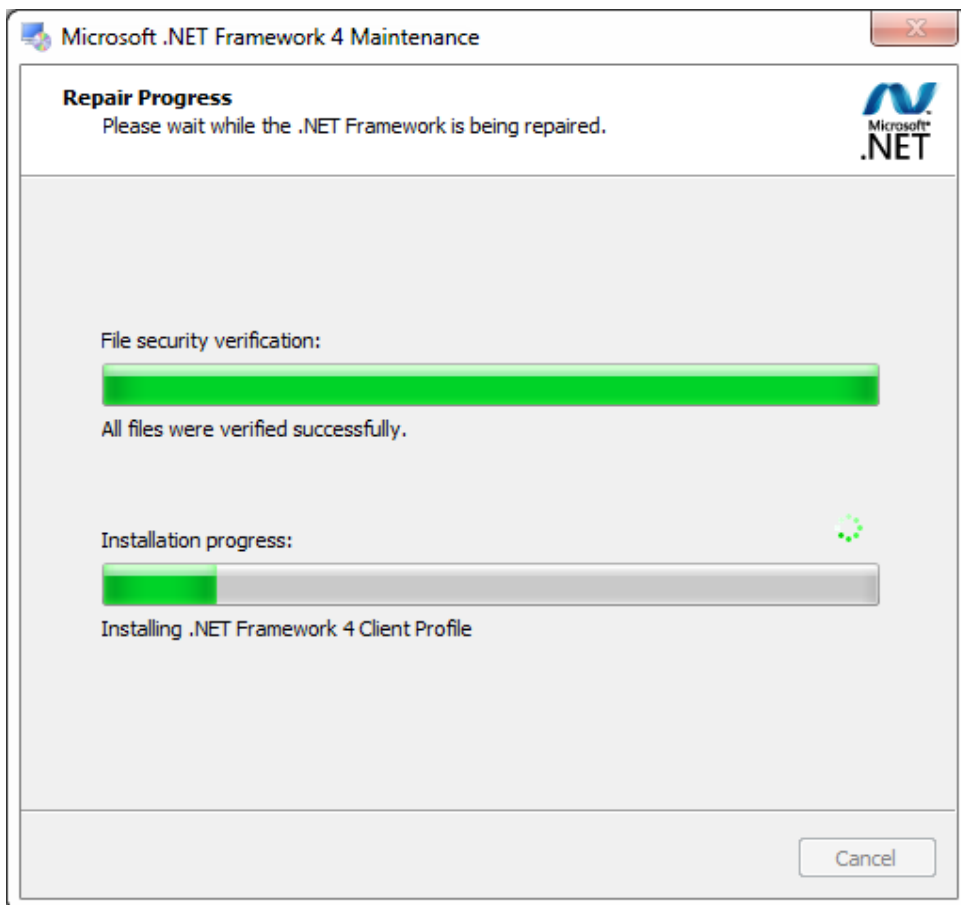 Microsoft .NET Framework 4 Maintenance
Repair Progress
Please wait while the .NET Framework is being repaired.
Microsoft®
.NET
File security verification:
All files were verified successfully.
Installation progress:
Installing .NET Framework 4 Client Profile
Cancel